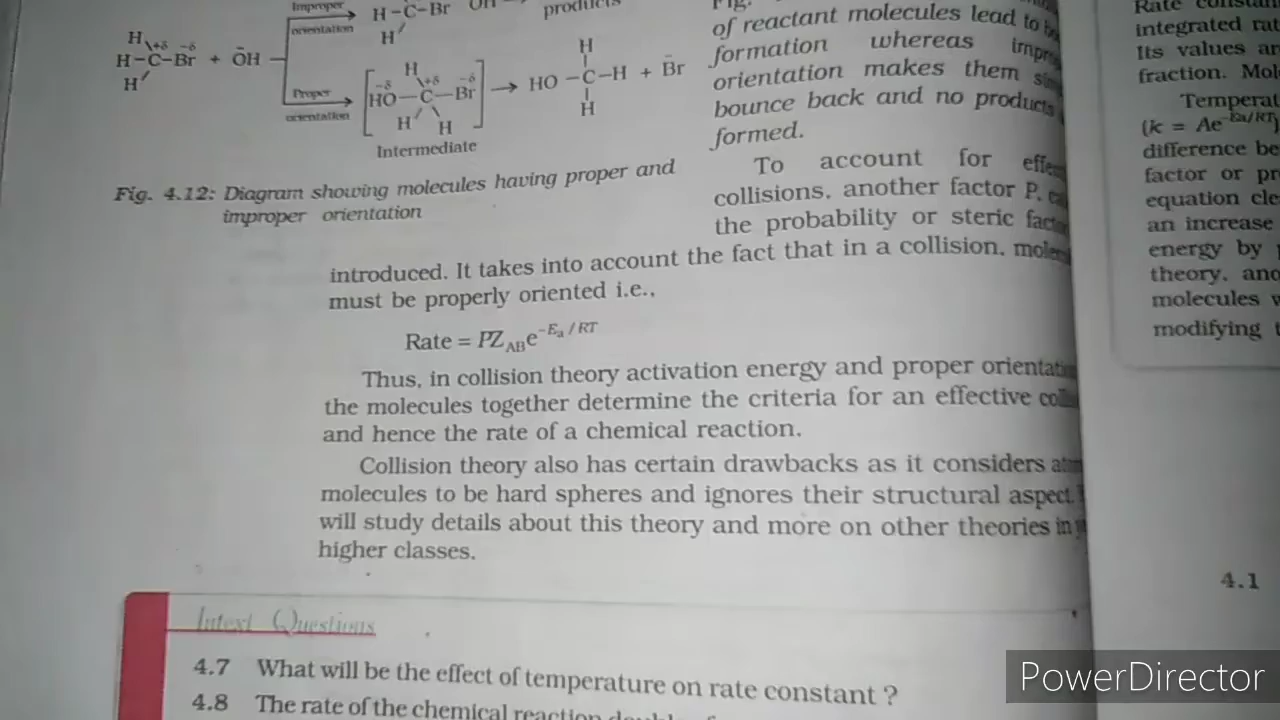 Improper
orientation
H-C-Br
products
H
H +δ -δ
H-C-Br + ŌH
H
Proper
orientation
H
-δ +δ -δ
HO-C-Br
H H
Intermediate
H
HO -C-H + B̄r
H
Fig. 4.12: Diagram showing molecules having proper and
improper orientation
of reactant molecules lead to
formation whereas
orientation makes them
bounce back and no products
formed.
To account for
collisions, another factor P,
the probability or steric
introduced. It takes into account the fact that in a collision,
must be properly oriented i.e.,
Rate = PZ_AB e^-Ea / RT
Thus, in collision theory activation energy and proper
the molecules together determine the criteria for an effective
and hence the rate of a chemical reaction.
Collision theory also has certain drawbacks as it considers
molecules to be hard spheres and ignores their structural aspect.
will study details about this theory and more on other theories in
higher classes.
Intext Questions
4.7 What will be the effect of temperature on rate constant ?
4.8 The rate of the chemical reaction
Rate
integrated
Its values
fraction.
(k = Ae^-Ea/RT)
difference
factor or
equation
an increase
energy by
theory,
molecules
modifying
4.1
PowerDirector